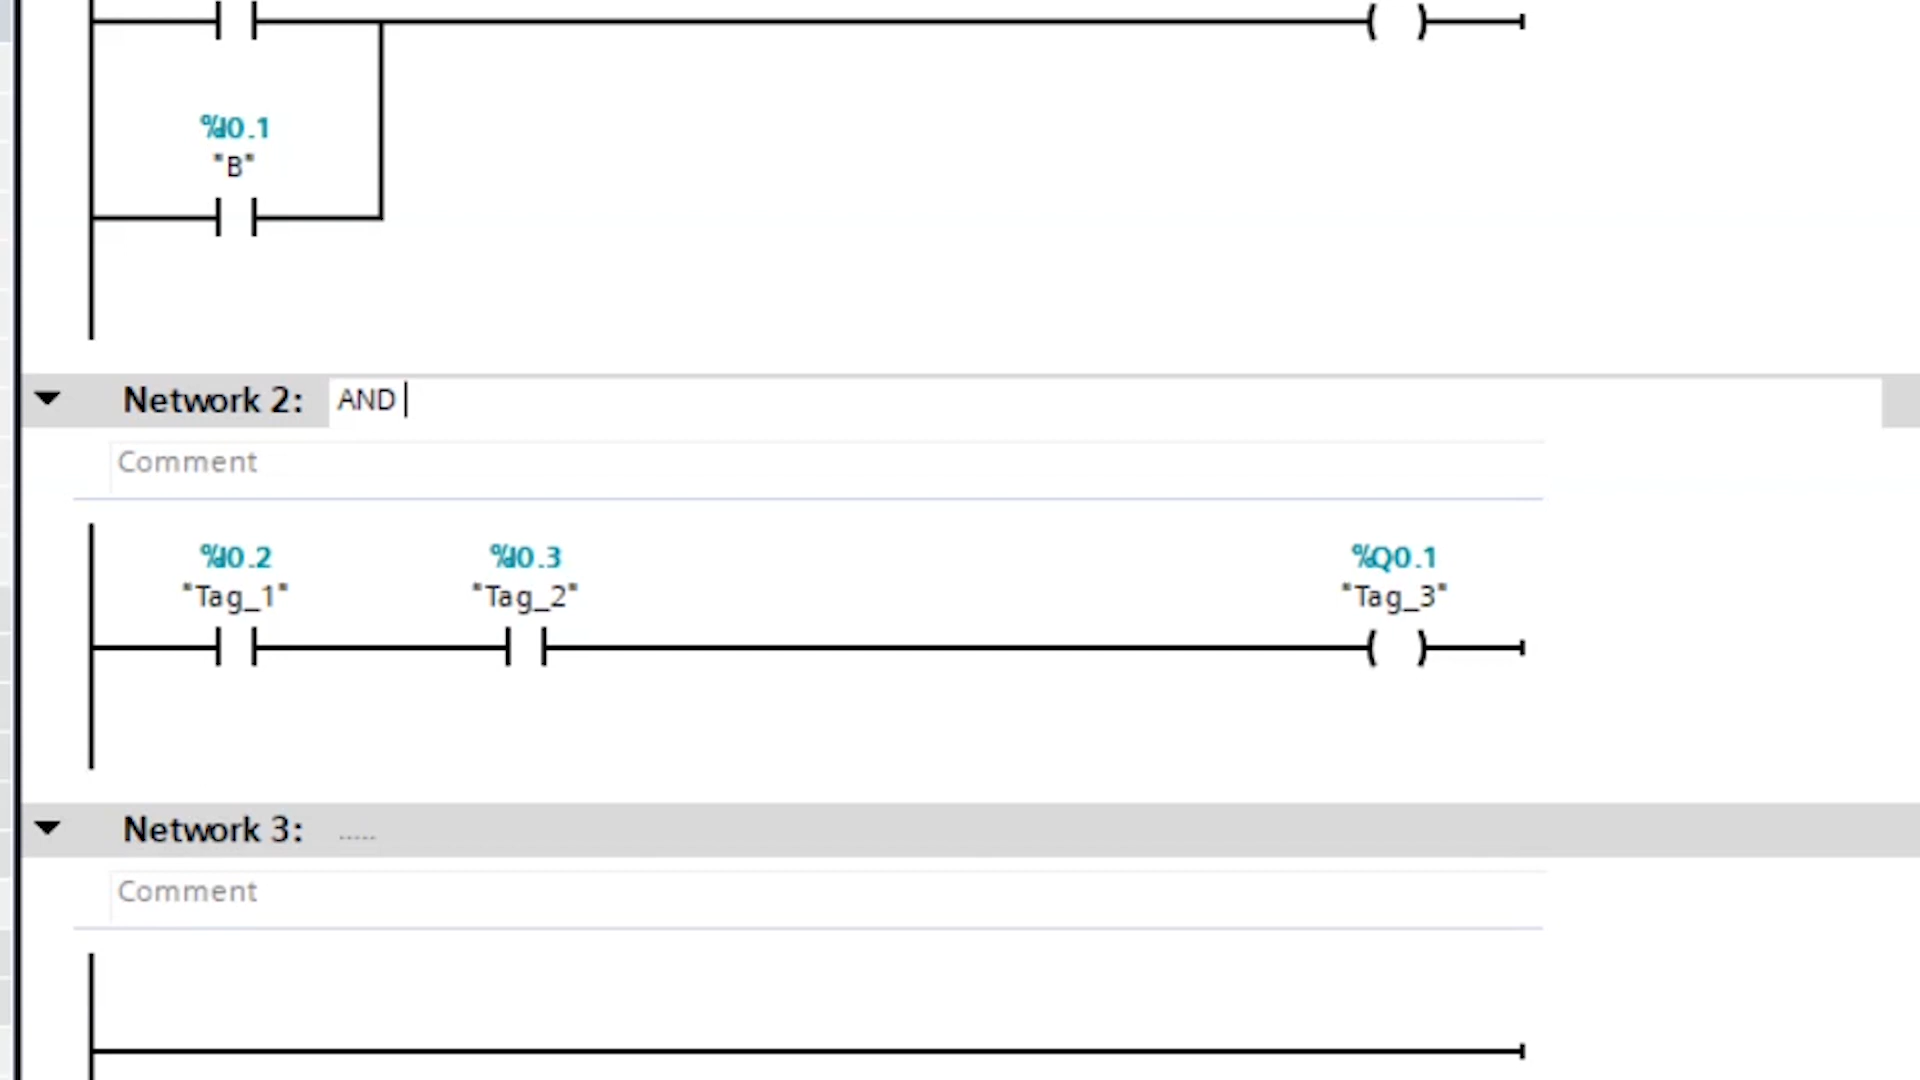 %I0.1
"B"
Network 2: AND
Comment
%I0.2 %I0.3 %Q0.1
"Tag_1" "Tag_2" "Tag_3"
Network 3: .....
Comment